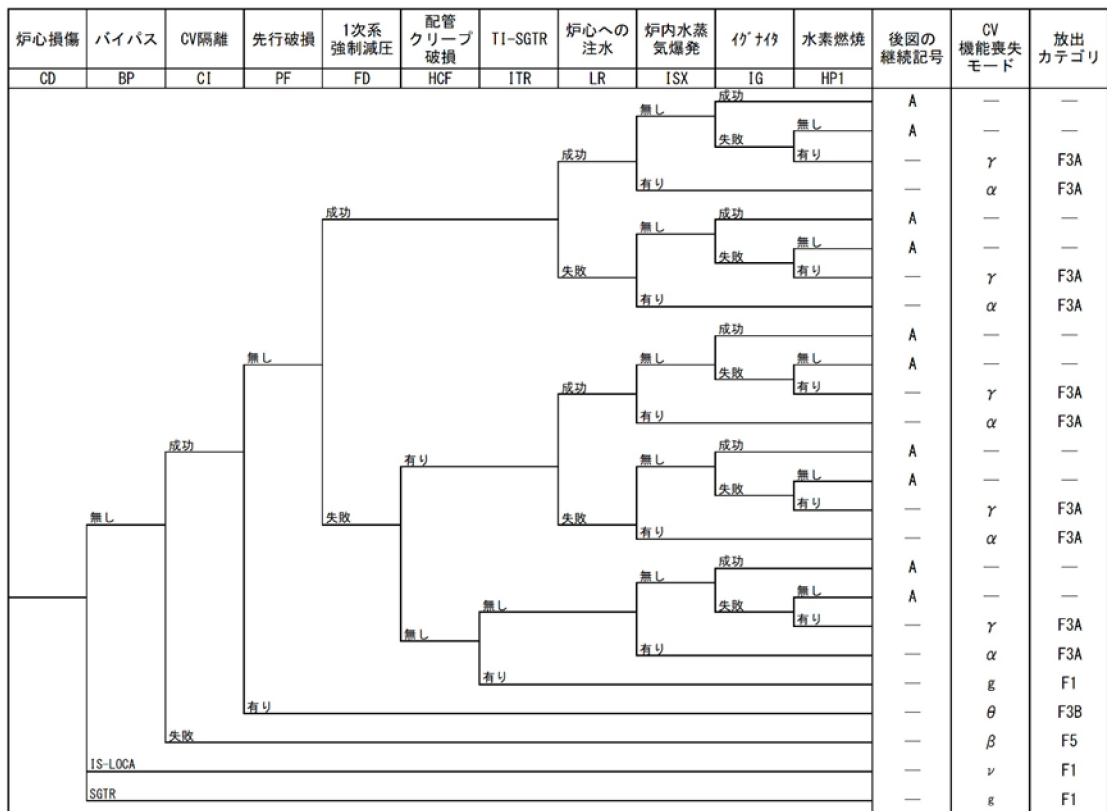 炉心損傷 バイパス CV隔離 先行破損 1次系強制減圧 配管クリープ破損 TI-SGTR 炉心への注水 炉内水蒸気爆発 ｲｸﾞﾅｲﾀ 水素燃焼 後図の継続記号 CV機能喪失モード 放出カテゴリ
CD BP CI PF FD HCF ITR LR ISX IG HP1
成功 A — —
無し
無し A — —
失敗
有り — γ F3A
成功
有り — α F3A
成功
成功 A — —
無し
無し A — —
失敗
失敗 有り — γ F3A
有り — α F3A
成功 A — —
無し
無し 無し A — —
失敗
成功 有り — γ F3A
有り — α F3A
成功
成功 A — —
有り 無し
無し A — —
失敗
無し 失敗 失敗 有り — γ F3A
有り — α F3A
成功 A — —
無し
無し A — —
無し 失敗
無し 有り — γ F3A
有り — α F3A
有り — g F1
有り — θ F3B
失敗 — β F5
IS-LOCA — ν F1
SGTR — g F1